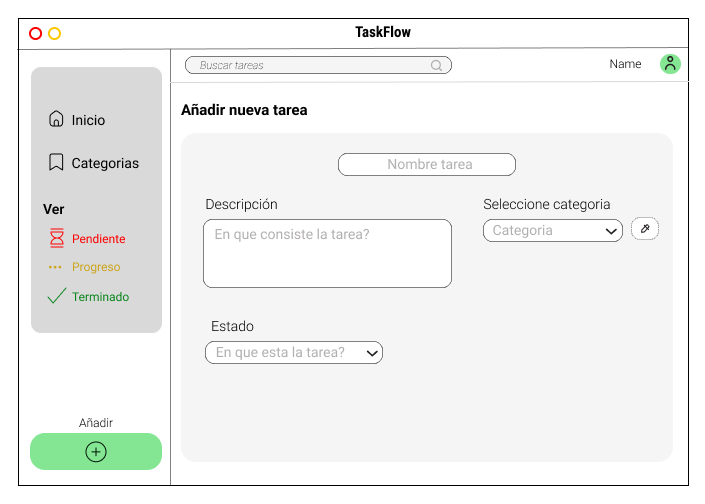 TaskFlow
Buscar tareas
Name
Inicio
Categorias
Ver
Pendiente
Progreso
Terminado
Añadir
Añadir nueva tarea
Nombre tarea
Descripción
En que consiste la tarea?
Seleccione categoria
Categoria
Estado
En que esta la tarea?